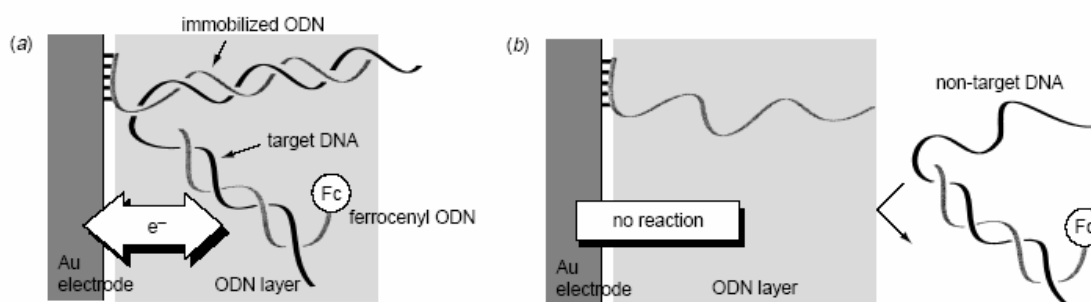 (a)
immobilized ODN
target DNA
Fc
ferrocenyl ODN
e–
Au
electrode
ODN layer
(b)
non-target DNA
no reaction
Fc
Au
electrode
ODN layer